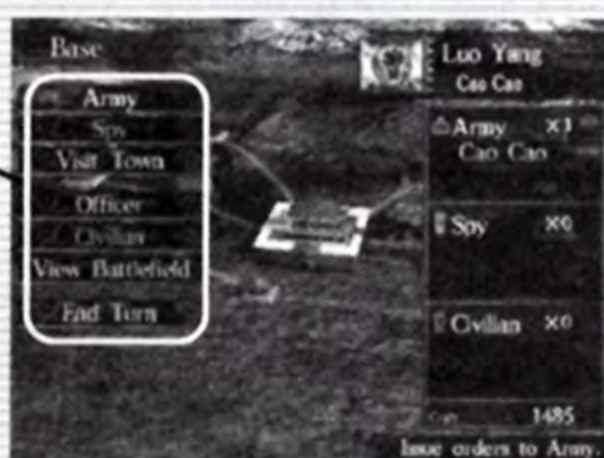 Base
Army
Spy
Visit Town
Officer
Civilian
View Battlefield
End Turn
Luo Yang
Cao Cao
Army ×1
Cao Cao
Spy ×0
Civilian ×0
1485
Issue orders to Army.